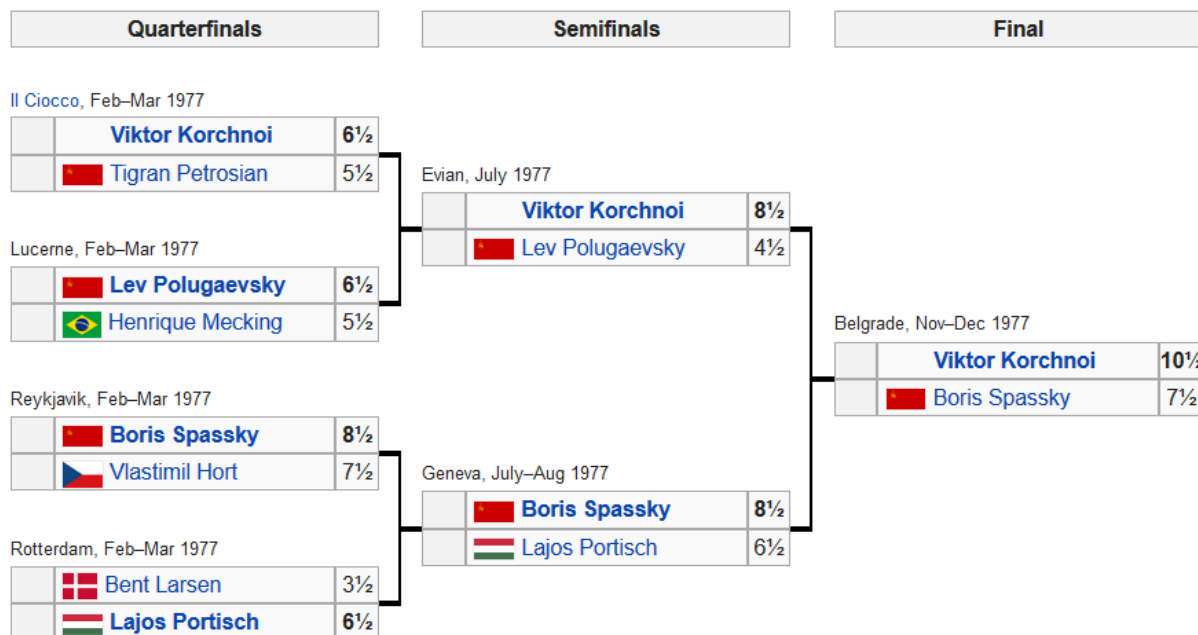 Quarterfinals Semifinals Final
Il Ciocco, Feb–Mar 1977
Viktor Korchnoi 6½
Tigran Petrosian 5½
Lucerne, Feb–Mar 1977
Lev Polugaevsky 6½
Henrique Mecking 5½
Reykjavik, Feb–Mar 1977
Boris Spassky 8½
Vlastimil Hort 7½
Rotterdam, Feb–Mar 1977
Bent Larsen 3½
Lajos Portisch 6½
Evian, July 1977
Viktor Korchnoi 8½
Lev Polugaevsky 4½
Geneva, July–Aug 1977
Boris Spassky 8½
Lajos Portisch 6½
Belgrade, Nov–Dec 1977
Viktor Korchnoi 10½
Boris Spassky 7½